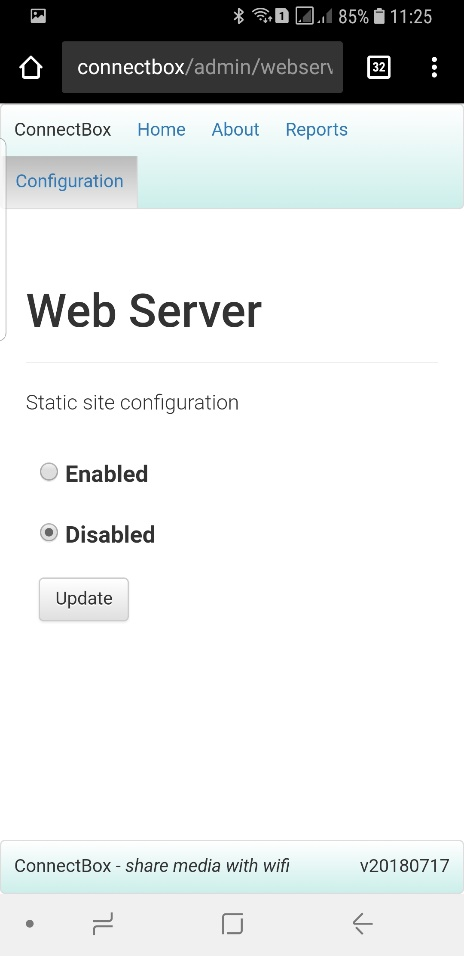 1 85% 11:25
connectbox/admin/webserv
32
ConnectBox Home About Reports
Configuration
Web Server
Static site configuration
Enabled
Disabled
Update
ConnectBox - share media with wifi v20180717